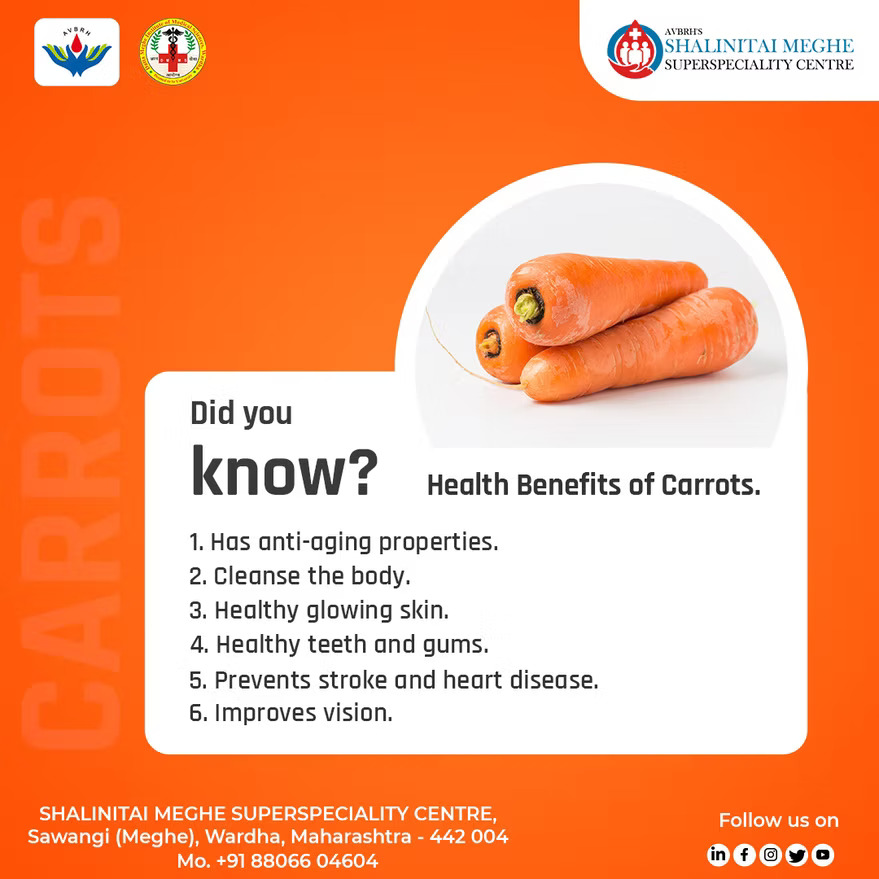 AVBRH
AVBRH'S
SHALINITAI MEGHE
SUPERSPECIALITY CENTRE
CARROTS
Did you
know?
Health Benefits of Carrots.
1. Has anti-aging properties.
2. Cleanse the body.
3. Healthy glowing skin.
4. Healthy teeth and gums.
5. Prevents stroke and heart disease.
6. Improves vision.
SHALINITAI MEGHE SUPERSPECIALITY CENTRE,
Sawangi (Meghe), Wardha, Maharashtra - 442 004
Mo. +91 88066 04604
Follow us on